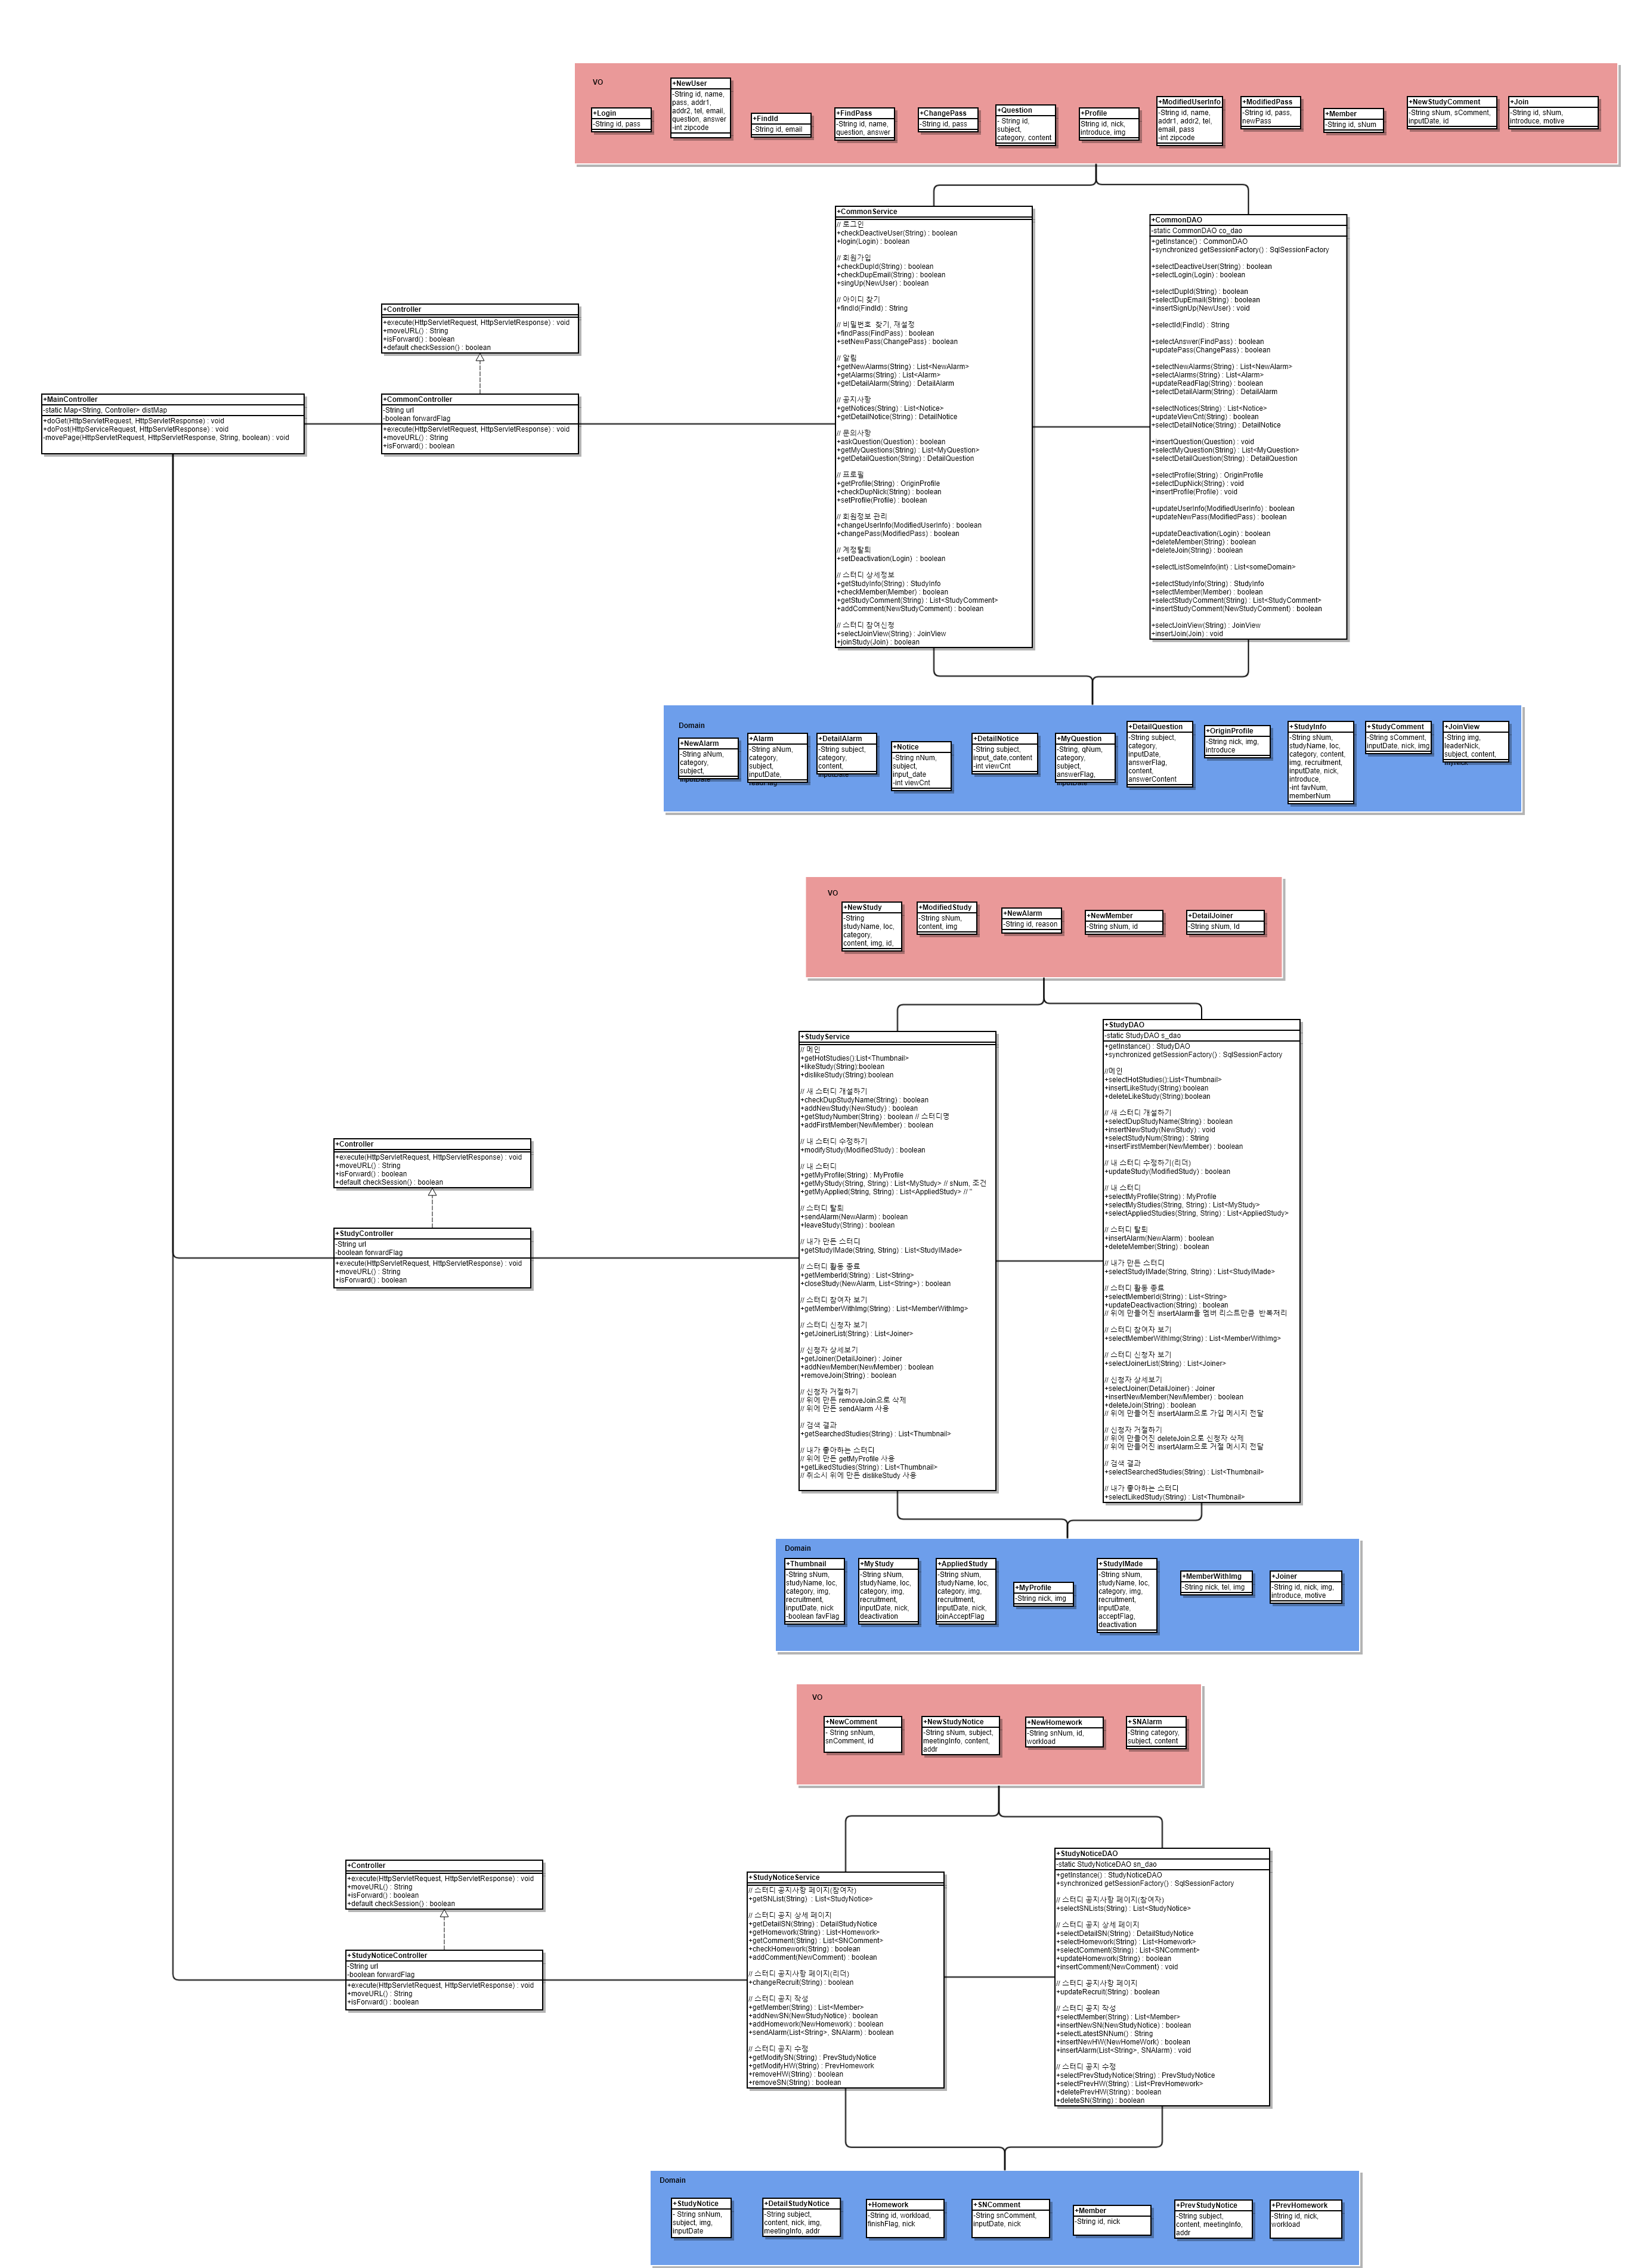 VO
+Login
-String id, pass
+NewUser
-String id, name,
pass, addr1,
addr2, tel, email,
question, answer
-int zipcode
+FindId
-String id, email
+FindPass
-String id, name,
question, answer
+ChangePass
-String id, pass
+Question
- String id,
subject,
category, content
+Profile
String id, nick,
introduce, img
+ModifiedUserInfo
-String id, name,
addr1, addr2, tel,
email, pass
-int zipcode
+ModifiedPass
-String id, pass,
newPass
+Member
-String id, sNum
+NewStudyComment
-String sNum, sComment,
inputDate, id
+Join
-String id, sNum,
introduce, motive
+MainController
-static Map<String, Controller> distMap
+doGet(HttpServletRequest, HttpServletResponse) : void
+doPost(HttpServiceRequest, HttpServletResponse) : void
-movePage(HttpServletRequest, HttpServletResponse, String, boolean) : void
+Controller
+execute(HttpServletRequest, HttpServletResponse) : void
+moveURL() : String
+isForward() : boolean
+default checkSession() : boolean
+CommonController
-String url
-boolean forwardFlag
+execute(HttpServletRequest, HttpServletResponse) : void
+moveURL() : String
+isForward() : boolean
+CommonService
// 로그인
+checkDeactiveUser(String) : boolean
+login(Login) : boolean
// 회원가입
+checkDupId(String) : boolean
+checkDupEmail(String) : boolean
+singUp(NewUser) : boolean
// 아이디 찾기
+findId(FindId) : String
// 비밀번호  찾기, 재설정
+findPass(FindPass) : boolean
+setNewPass(ChangePass) : boolean
// 알림
+getNewAlarms(String) : List<NewAlarm>
+getAlarms(String) : List<Alarm>
+getDetailAlarm(String) : DetailAlarm
// 공지사항
+getNotices(String) : List<Notice>
+getDetailNotice(String) : DetailNotice
// 문의사항
+askQuestion(Question) : boolean
+getMyQuestions(String) : List<MyQuestion>
+getDetailQuestion(String) : DetailQuestion
// 프로필
+getProfile(String) : OriginProfile
+checkDupNick(String) : boolean
+setProfile(Profile) : boolean
// 회원정보 관리
+changeUserInfo(ModifiedUserInfo) : boolean
+changePass(ModifiedPass) : boolean
// 계정탈퇴
+setDeactivation(Login)  : boolean
// 스터디 상세정보
+getStudyInfo(String) : StudyInfo
+checkMember(Member) : boolean
+getStudyComment(String) : List<StudyComment>
+addComment(NewStudyComment) : boolean
// 스터디 참여신청
+selectJoinView(String) : JoinView
+joinStudy(Join) : boolean
+CommonDAO
-static CommonDAO co_dao
+getInstance() : CommonDAO
+synchronized getSessionFactory() : SqlSessionFactory
+selectDeactiveUser(String) : boolean
+selectLogin(Login) : boolean
+selectDupId(String) : boolean
+selectDupEmail(String) : boolean
+insertSignUp(NewUser) : void
+selectId(FindId) : String
+selectAnswer(FindPass) : boolean
+updatePass(ChangePass) : boolean
+selectNewAlarms(String) : List<NewAlarm>
+selectAlarms(String) : List<Alarm>
+updateReadFlag(String) : boolean
+selectDetailAlarm(String) : DetailAlarm
+selectNotices(String) : List<Notice>
+updateViewCnt(String) : boolean
+selectDetailNotice(String) : DetailNotice
+insertQuestion(Question) : void
+selectMyQuestion(String) : List<MyQuestion>
+selectDetailQuestion(String) : DetailQuestion
+selectProfile(String) : OriginProfile
+selectDupNick(String) : void
+insertProfile(Profile) : void
+updateUserInfo(ModifiedUserInfo) : boolean
+updateNewPass(ModifiedPass) : boolean
+updateDeactivation(Login) : boolean
+deleteMember(String) : boolean
+deleteJoin(String) : boolean
+selectListSomeInfo(int) : List<someDomain>
+selectStudyInfo(String) : StudyInfo
+selectMember(Member) : boolean
+selectStudyComment(String) : List<StudyComment>
+insertStudyComment(NewStudyComment) : boolean
+selectJoinView(String) : JoinView
+insertJoin(Join) : void
Domain
+NewAlarm
-String aNum,
category,
subject,
+Alarm
-String aNum,
category,
subject,
inputDate,
+DetailAlarm
-String subject,
category,
content,
+Notice
-String nNum,
subject,
input_date
-int viewCnt
+DetailNotice
-String subject,
input_date,content
-int viewCnt
+MyQuestion
-String, qNum,
category,
subject,
answerFlag,
+DetailQuestion
-String subject,
category,
inputDate,
answerFlag,
content,
answerContent
+OriginProfile
-String nick, img,
introduce
+StudyInfo
-String sNum,
studyName, loc,
category, content,
img, recruitment,
inputDate, nick,
introduce,
-int favNum,
memberNum
+StudyComment
-String sComment,
inputDate, nick, img
+JoinView
-String img,
leaderNick,
subject, content,
VO
+NewStudy
-String
studyName, loc,
category,
content, img, id,
+ModifiedStudy
-String sNum,
content, img
+NewAlarm
-String id, reason
+NewMember
-String sNum, id
+DetailJoiner
-String sNum, Id
+Controller
+execute(HttpServletRequest, HttpServletResponse) : void
+moveURL() : String
+isForward() : boolean
+default checkSession() : boolean
+StudyController
-String url
-boolean forwardFlag
+execute(HttpServletRequest, HttpServletResponse) : void
+moveURL() : String
+isForward() : boolean
+StudyService
// 메인
+getHotStudies():List<Thumbnail>
+likeStudy(String):boolean
+dislikeStudy(String):boolean
// 새 스터디 개설하기
+checkDupStudyName(String) : boolean
+addNewStudy(NewStudy) : boolean
+getStudyNumber(String) : boolean // 스터디명
+addFirstMember(NewMember) : boolean
// 내 스터디 수정하기
+modifyStudy(ModifiedStudy) : boolean
// 내 스터디
+getMyProfile(String) : MyProfile
+getMyStudy(String, String) : List<MyStudy> // sNum, 조건
+getMyApplied(String, String) : List<AppliedStudy> // "
// 스터디 탈퇴
+sendAlarm(NewAlarm) : boolean
+leaveStudy(String) : boolean
// 내가 만든 스터디
+getStudyIMade(String, String) : List<StudyIMade>
// 스터디 활동 종료
+getMemberId(String) : List<String>
+closeStudy(NewAlarm, List<String>) : boolean
// 스터디 참여자 보기
+getMemberWithImg(String) : List<MemberWithImg>
// 스터디 신청자 보기
+getJoinerList(String) : List<Joiner>
// 신청자 상세보기
+getJoiner(DetailJoiner) : Joiner
+addNewMember(NewMember) : boolean
+removeJoin(String) : boolean
// 신청자 거절하기
// 위에 만든 removeJoin으로 삭제
// 위에 만든 sendAlarm 사용
// 검색 결과
+getSearchedStudies(String) : List<Thumbnail>
// 내가 좋아하는 스터디
// 위에 만든 getMyProfile 사용
+getLikedStudies(String) : List<Thumbnail>
// 취소시 위에 만든 dislikeStudy 사용
+StudyDAO
-static StudyDAO s_dao
+getInstance() : StudyDAO
+synchronized getSessionFactory() : SqlSessionFactory
//메인
+selectHotStudies():List<Thumbnail>
+insertLikeStudy(String):boolean
+deleteLikeStudy(String):boolean
// 새 스터디 개설하기
+selectDupStudyName(String) : boolean
+insertNewStudy(NewStudy) : void
+selectStudyNum(String) : String
+insertFirstMember(NewMember) : boolean
// 내 스터디 수정하기(리더)
+updateStudy(ModifiedStudy) : boolean
// 내 스터디
+selectMyProfile(String) : MyProfile
+selectMyStudies(String, String) : List<MyStudy>
+selectAppliedStudies(String, String) : List<AppliedStudy>
// 스터디 탈퇴
+insertAlarm(NewAlarm) : boolean
+deleteMember(String) : boolean
// 내가 만든 스터디
+selectStudyIMade(String, String) : List<StudyIMade>
// 스터디 활동 종료
+selectMemberId(String) : List<String>
+updateDeactivaction(String) : boolean
// 위에 만들어진 insertAlarm을 멤버 리스트만큼  반복처리
// 스터디 참여자 보기
+selectMemberWithImg(String) : List<MemberWithImg>
// 스터디 신청자 보기
+selectJoinerList(String) : List<Joiner>
// 신청자 상세보기
+selectJoiner(DetailJoiner) : Joiner
+insertNewMember(NewMember) : boolean
+deleteJoin(String) : boolean
// 위에 만들어진 insertAlarm으로 가입 메시지 전달
// 신청자 거절하기
// 위에 만들어진 deleteJoin으로 신청자 삭제
// 위에 만들어진 insertAlarm으로 거절 메시지 전달
// 검색 결과
+selectSearchedStudies(String) : List<Thumbnail>
// 내가 좋아하는 스터디
+selectLikedStudy(String) : List<Thumbnail>
Domain
+Thumbnail
-String sNum,
studyName, loc,
category, img,
recruitment,
inputDate, nick
-boolean favFlag
+MyStudy
-String sNum,
studyName, loc,
category, img,
recruitment,
inputDate, nick,
deactivation
+AppliedStudy
-String sNum,
studyName, loc,
category, img,
recruitment,
inputDate, nick,
joinAcceptFlag
+MyProfile
-String nick, img
+StudyIMade
-String sNum,
studyName, loc,
category, img,
recruitment,
inputDate,
acceptFlag,
deactivation
+MemberWithImg
-String nick, tel, img
+Joiner
-String id, nick, img,
introduce, motive
VO
+NewComment
- String snNum,
snComment, id
+NewStudyNotice
-String sNum, subject,
meetingInfo, content,
addr
+NewHomework
-String snNum, id,
workload
+SNAlarm
-String category,
subject, content
+Controller
+execute(HttpServletRequest, HttpServletResponse) : void
+moveURL() : String
+isForward() : boolean
+default checkSession() : boolean
+StudyNoticeController
-String url
-boolean forwardFlag
+execute(HttpServletRequest, HttpServletResponse) : void
+moveURL() : String
+isForward() : boolean
+StudyNoticeService
// 스터디 공지사항 페이지(참여자)
+getSNList(String)  : List<StudyNotice>
// 스터디 공지 상세 페이지
+getDetailSN(String) : DetailStudyNotice
+getHomework(String) : List<Homework>
+getComment(String) : List<SNComment>
+checkHomework(String) : boolean
+addComment(NewComment) : boolean
// 스터디 공지사항 페이지(리더)
+changeRecruit(String) : boolean
// 스터디 공지 작성
+getMember(String) : List<Member>
+addNewSN(NewStudyNotice) : boolean
+addHomework(NewHomework) : boolean
+sendAlarm(List<String>, SNAlarm) : boolean
// 스터디 공지 수정
+getModifySN(String) : PrevStudyNotice
+getModifyHW(String) : PrevHomework
+removeHW(String) : boolean
+removeSN(String) : boolean
+StudyNoticeDAO
-static StudyNoticeDAO sn_dao
+getInstance() : StudyNoticeDAO
+synchronized getSessionFactory() : SqlSessionFactory
// 스터디 공지사항 페이지(참여자)
+selectSNLists(String) : List<StudyNotice>
// 스터디 공지 상세 페이지
+selectDetailSN(String) : DetailStudyNotice
+selectHomework(String) : List<Homework>
+selectComment(String) : List<SNComment>
+updateHomework(String) : boolean
+insertComment(NewComment) : void
// 스터디 공지사항 페이지
+updateRecruit(String) : boolean
// 스터디 공지 작성
+selectMember(String) : List<Member>
+insertNewSN(NewStudyNotice) : boolean
+selectLatestSNNum() : String
+insertNewHW(NewHomeWork) : boolean
+insertAlarm(List<String>, SNAlarm) : void
// 스터디 공지 수정
+selectPrevStudyNotice(String) : PrevStudyNotice
+selectPrevHW(String) : List<PrevHomework>
+deletePrevHW(String) : boolean
+deleteSN(String) : boolean
Domain
+StudyNotice
- String snNum,
subject, img,
inputDate
+DetailStudyNotice
-String subject,
content, nick, img,
meetingInfo, addr
+Homework
-String id, workload,
finishFlag, nick
+SNComment
-String snComment,
inputDate, nick
+Member
-String id, nick
+PrevStudyNotice
-String subject,
content, meetingInfo,
addr
+PrevHomework
-String id, nick,
workload